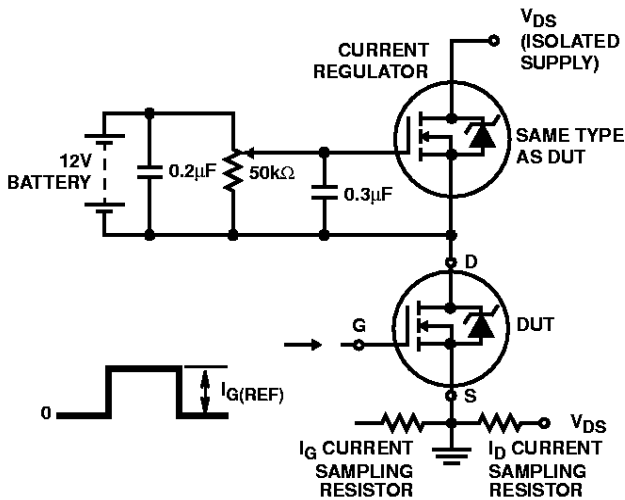 V_DS
(ISOLATED
SUPPLY)
CURRENT
REGULATOR
SAME TYPE
AS DUT
12V
BATTERY
0.2μF
50kΩ
0.3μF
D
DUT
G
I_G(REF)
0
S
V_DS
I_G CURRENT
SAMPLING
RESISTOR
I_D CURRENT
SAMPLING
RESISTOR